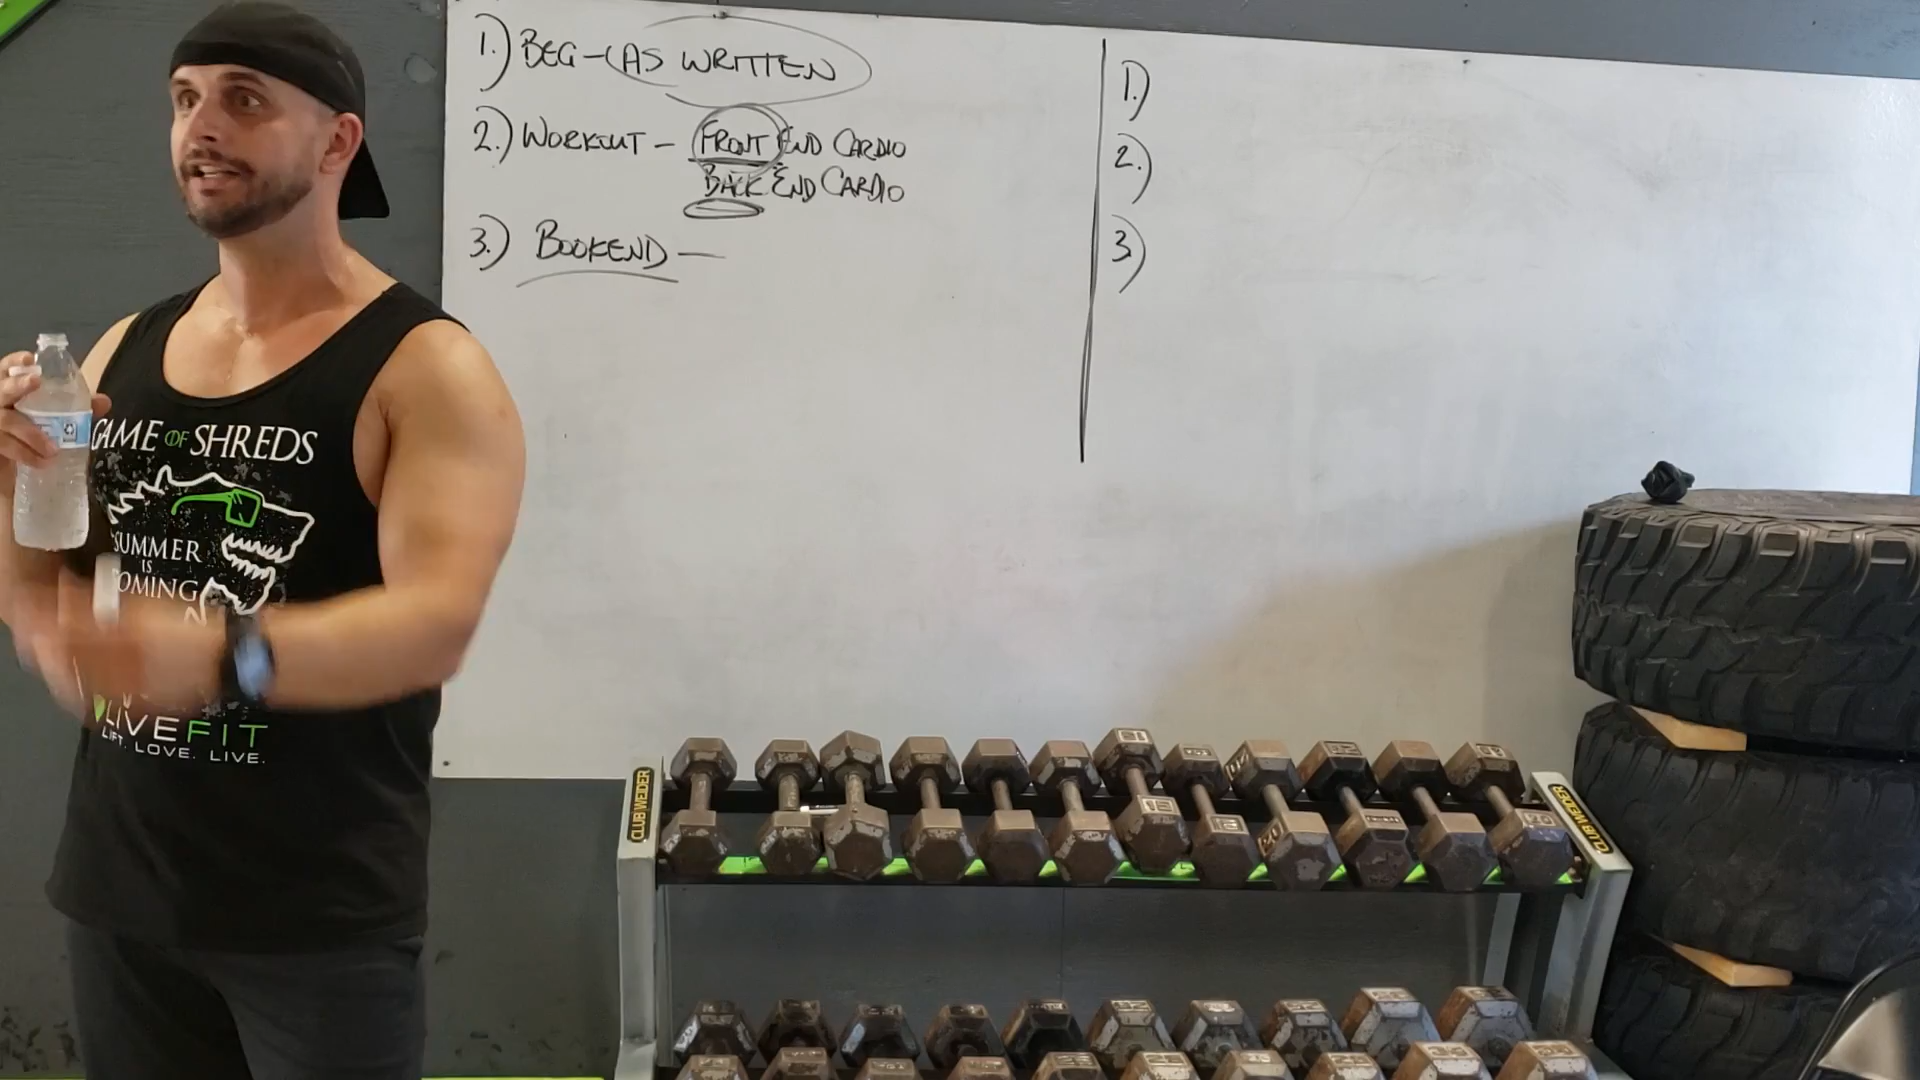 1.) BEG - (AS WRITTEN
2.) WORKOUT - FRONT END CARDIO
BACK END CARDIO
3.) BOOKEND -
1.)
2.)
3.)
GAME OF SHREDS
SUMMER
IS
COMING
LIVEFIT
LIFT. LOVE. LIVE.
CLUB WEIDER
CLUB WEIDER